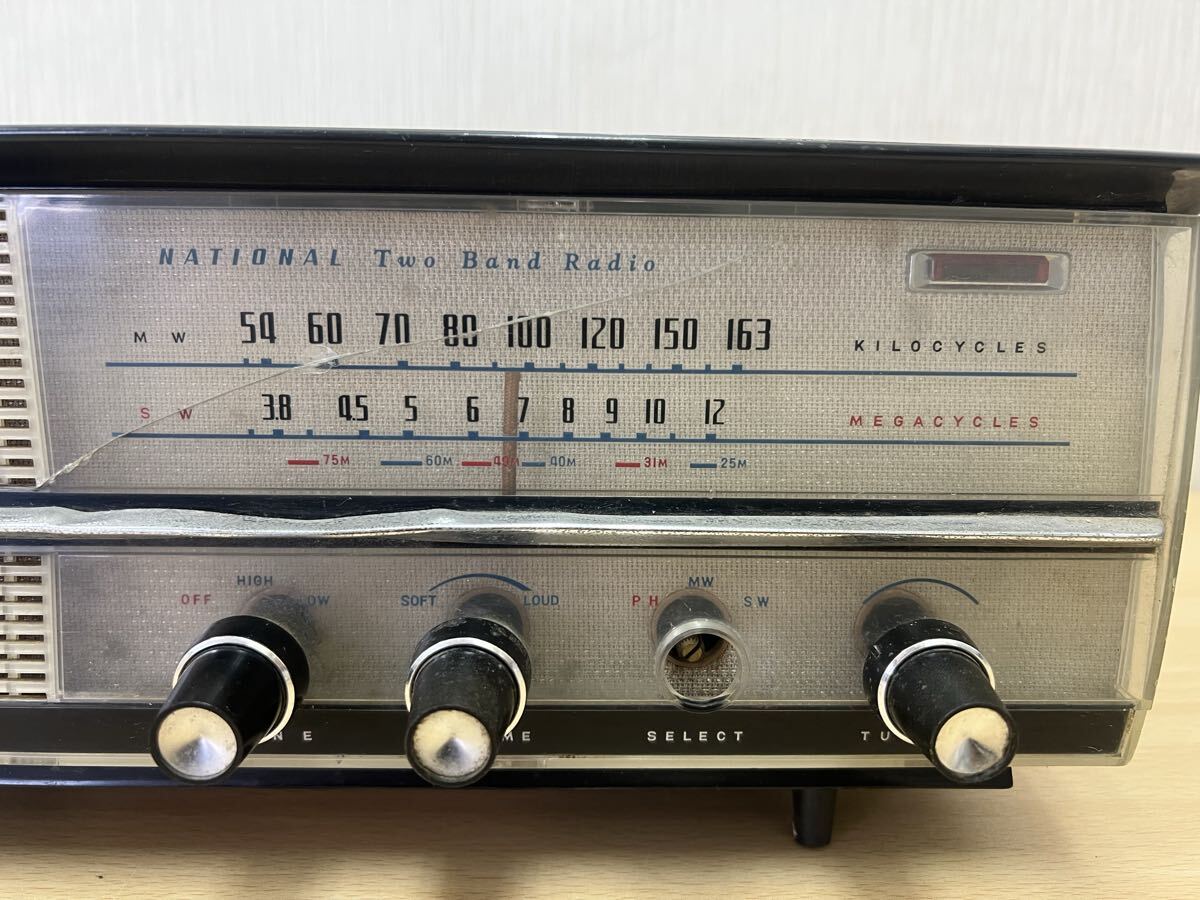 NATIONAL Two Band Radio
MW 54 60 70 80 100 120 150 163 KILOCYCLES
SW 3.8 4.5 5 6 7 8 9 10 12 MEGACYCLES
75M 60M 49M 40M 31M 25M
OFF HIGH LOW SOFT LOUD PH MW SW
SELECT